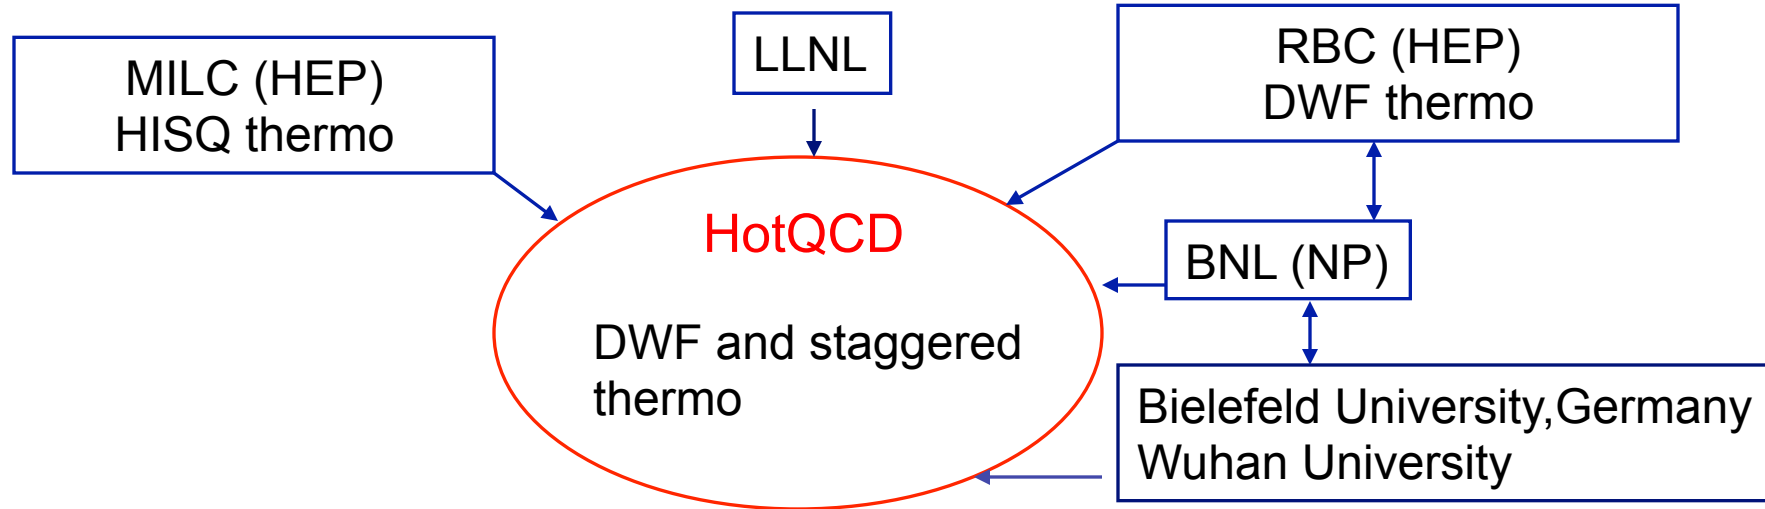 MILC (HEP)
HISQ thermo
LLNL
RBC (HEP)
DWF thermo
HotQCD
BNL (NP)
DWF and staggered
thermo
Bielefeld University,Germany
Wuhan University